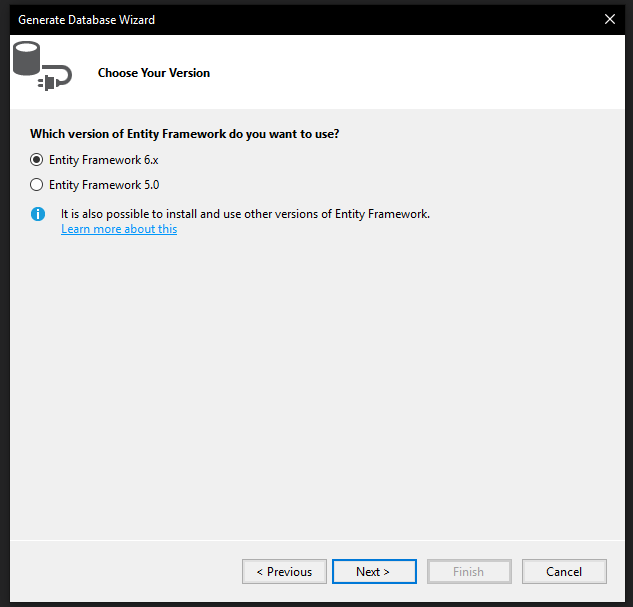 Generate Database Wizard
Choose Your Version
Which version of Entity Framework do you want to use?
Entity Framework 6.x
Entity Framework 5.0
It is also possible to install and use other versions of Entity Framework.
Learn more about this
< Previous
Next >
Finish
Cancel